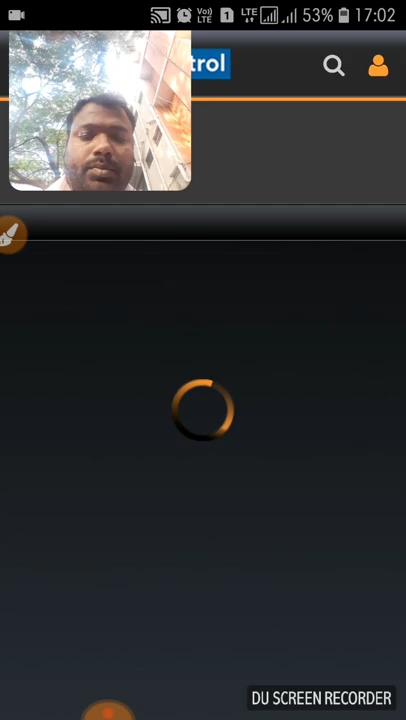 Vo))
LTE
LTE
1
53%
17:02
trol
DU SCREEN RECORDER